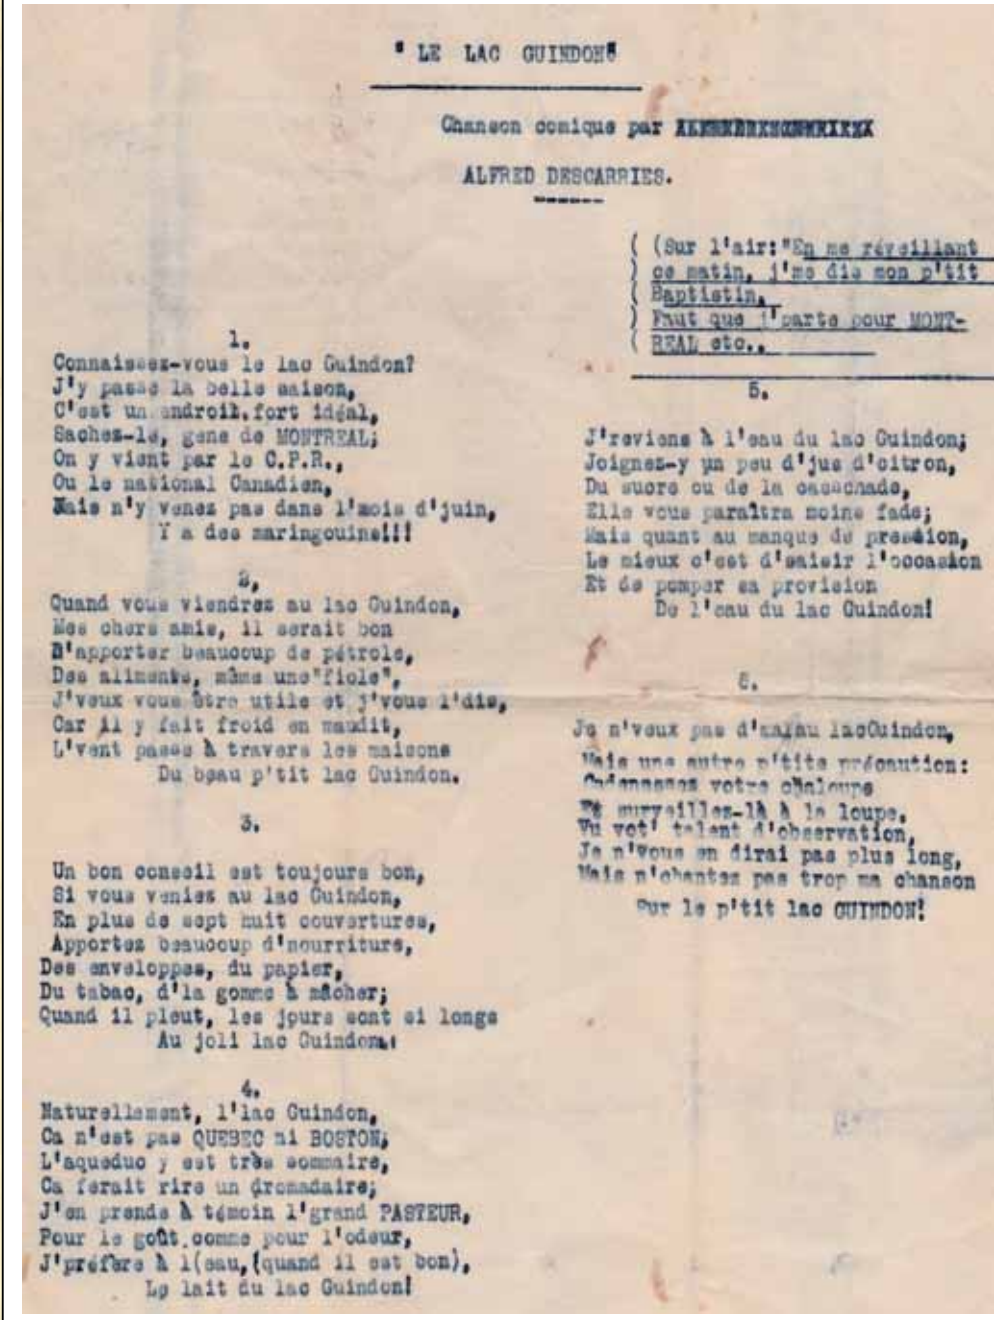 " LE LAC GUINDON"
Chanson comique par
ALFRED DESCARRIES.
( (Sur l'air:"En me réveillant
) ce matin, j'me dis mon p'tit
( Baptistin,
) Faut que j'parte pour MONT-
( REAL etc..
1.
Connaissez-vous le lac Guindon?
J'y passe la belle saison,
C'est un endroit fort idéal,
Sachez-le, gens de MONTREAL;
On y vient par le C.P.R.,
Ou le national Canadien,
Mais n'y venez pas dans l'mois d'juin,
Y a des maringouins!!!
2,
Quand vous viendrez au lac Guindon,
Mes chers amis, il serait bon
D'apporter beaucoup de pétrole,
Des aliments, même une"fiole",
J'veux vous être utile et j'vous l'dis,
Car il y fait froid en maudit,
L'vent passe à travers les maisons
Du beau p'tit lac Guindon.
3.
Un bon conseil est toujours bon,
Si vous veniez au lac Guindon,
En plus de sept huit couvertures,
Apportez beaucoup d'nourriture,
Des enveloppes, du papier,
Du tabac, d'la gomme à mâcher;
Quand il pleut, les jours sont si longs
Au joli lac Guindon.
4.
Naturellement, l'lac Guindon,
Ca n'est pas QUEBEC ni BOSTON;
L'aqueduc y est très sommaire,
Ca ferait rire un dromadaire;
J'en prends à témoin l'grand PASTEUR,
Pour le goût comme pour l'odeur,
J'préfère à l(eau,(quand il est bon),
Le lait du lac Guindon!
5.
J'reviens à l'eau du lac Guindon;
Joignez-y un peu d'jus d'citron,
Du sucre ou de la
Elle vous paraîtra moins fade;
Mais quant au manque de pression,
Le mieux c'est d'saisir l'occasion
Et de pomper sa provision
De l'eau du lac Guindon!
6.
Je n'veux pas d'mal au lacGuindon,
Mais une autre p'tite précaution:
Cadenassez votre chaloupe
Et surveillez-là à la loupe,
Vu vot' talent d'observation,
Je n'vous en dirai pas plus long,
Mais n'chantez pas trop ma chanson
Sur le p'tit lac GUINDON!